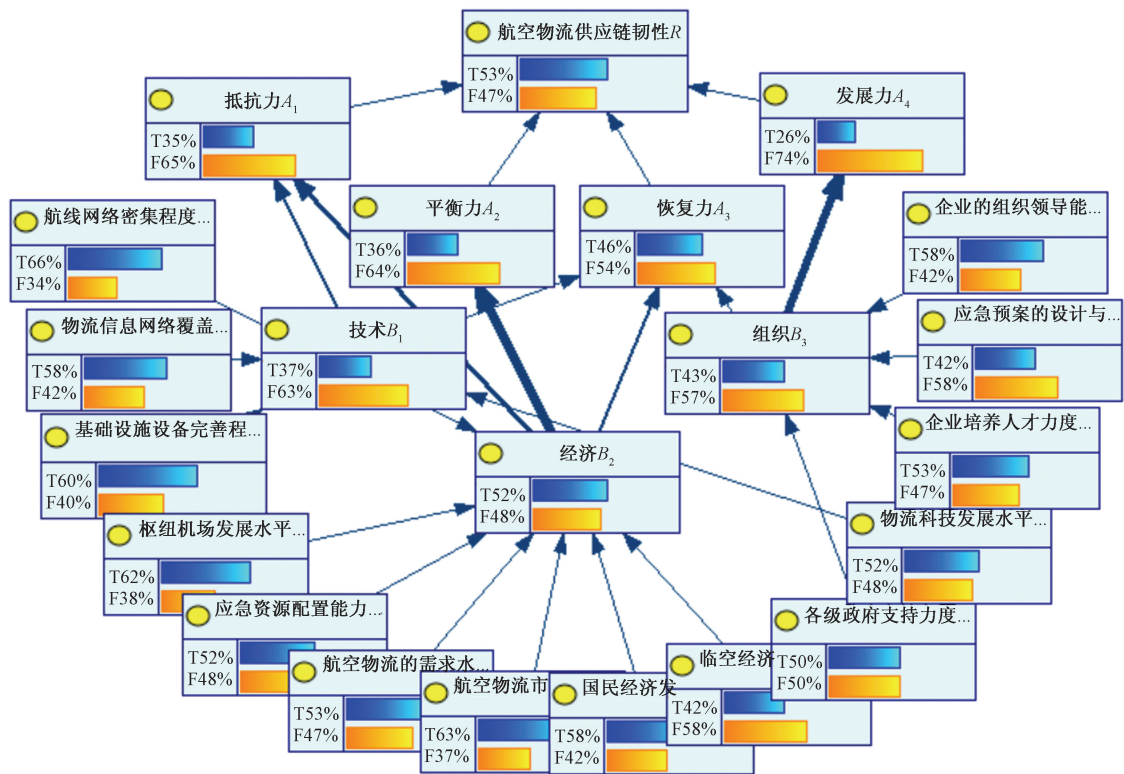 航空物流供应链韧性R
T53%
F47%
抵抗力A₁
T35%
F65%
发展力A₄
T26%
F74%
平衡力A₂
T36%
F64%
恢复力A₃
T46%
F54%
航线网络密集程度...
T66%
F34%
企业的组织领导能...
T58%
F42%
物流信息网络覆盖...
T58%
F42%
技术B₁
T37%
F63%
组织B₃
T43%
F57%
应急预案的设计与...
T42%
F58%
基础设施设备完善程...
T60%
F40%
经济B₂
T52%
F48%
企业培养人才力度...
T53%
F47%
枢纽机场发展水平...
T62%
F38%
物流科技发展水平...
T52%
F48%
应急资源配置能力...
T52%
F48%
各级政府支持力度...
T50%
F50%
航空物流的需求水...
T53%
F47%
航空物流市
T63%
F37%
国民经济发
T58%
F42%
临空经济
T42%
F58%